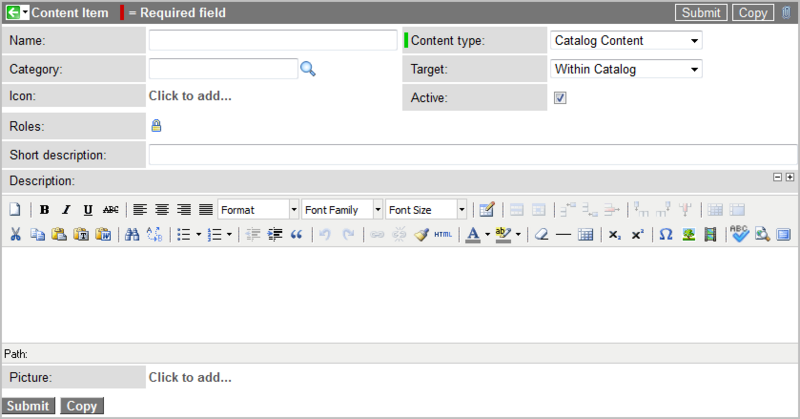 Content Item = Required field Submit Copy
Name: Content type: Catalog Content
Category: Target: Within Catalog
Icon: Click to add... Active:
Roles:
Short description:
Description:
B I U ABC Format Font Family Font Size
T W A Z HTML A ab x₂ x² Ω ABC
Path:
Picture: Click to add...
Submit Copy